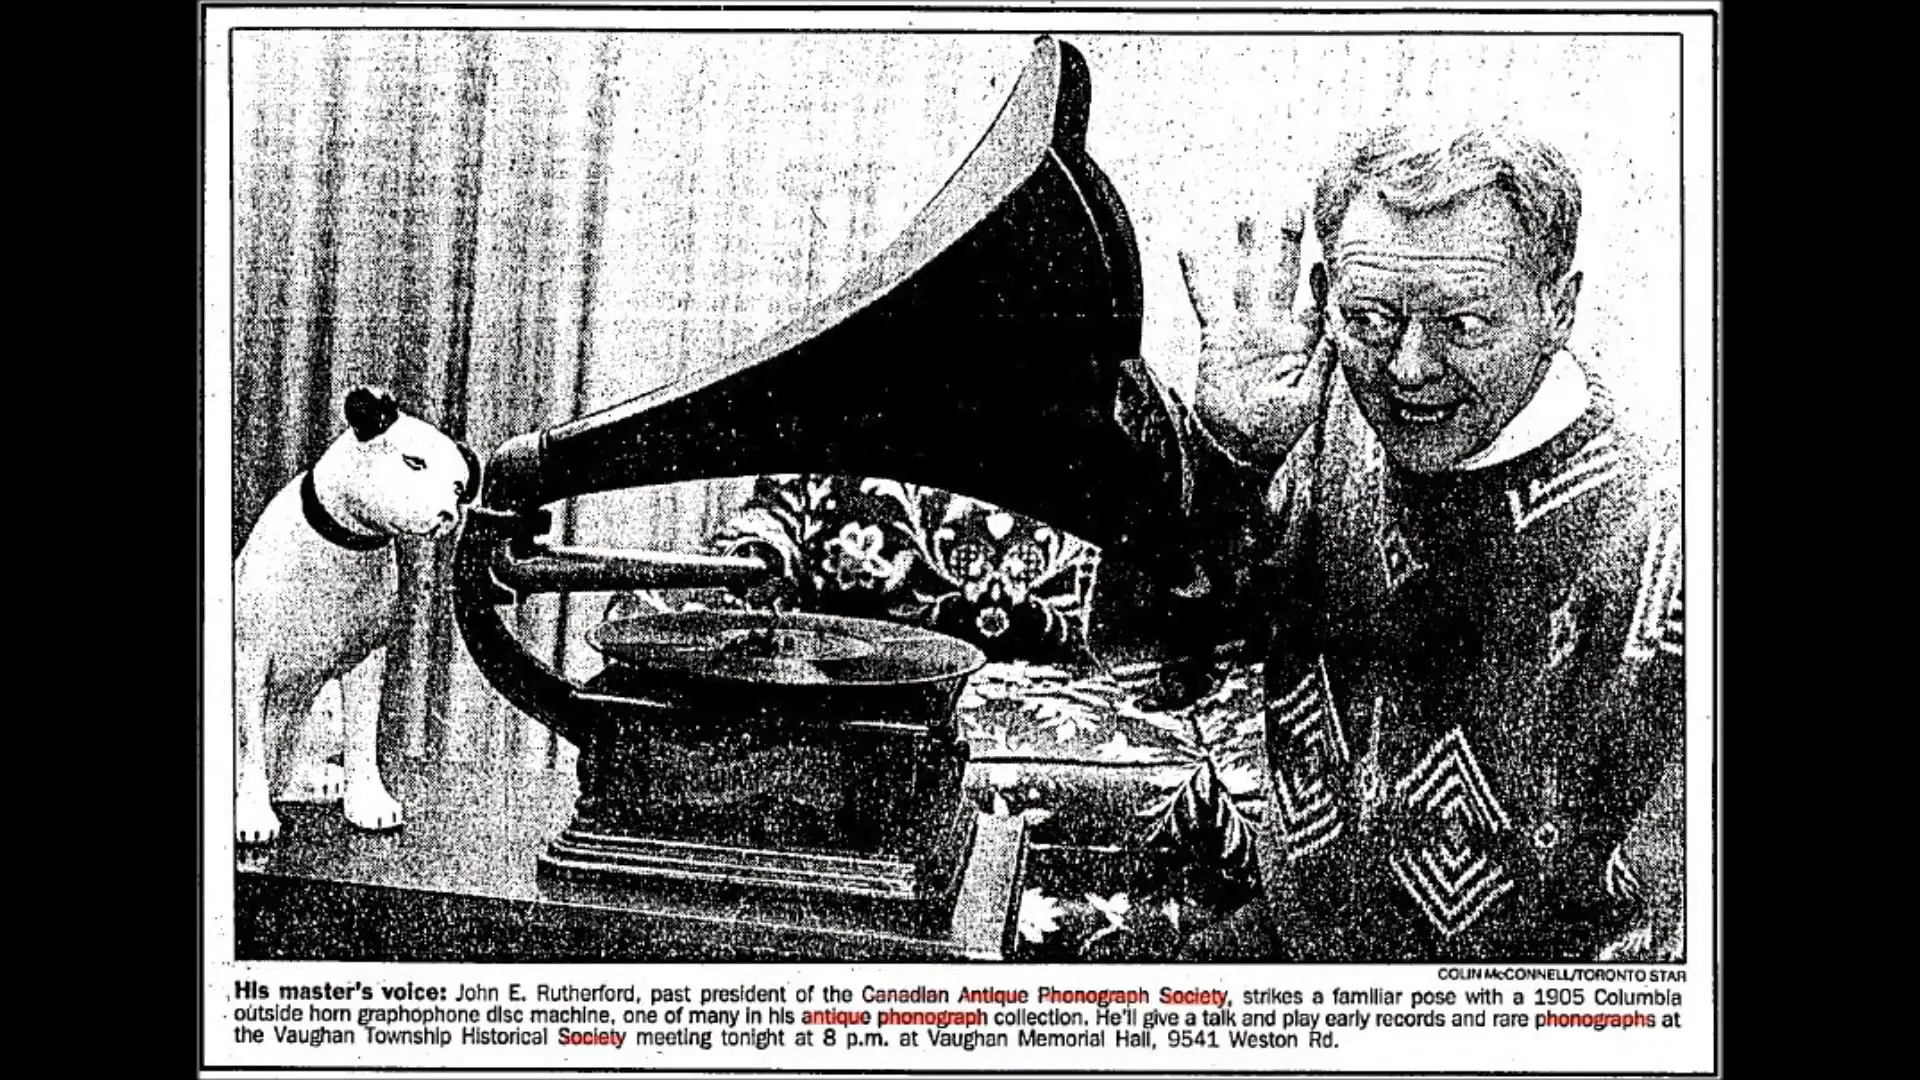 COLIN McCONNELL/TORONTO STAR
His master's voice: John E. Rutherford, past president of the Canadian Antique Phonograph Society, strikes a familiar pose with a 1905 Columbia
outside horn graphophone disc machine, one of many in his antique phonograph collection. He'll give a talk and play early records and rare phonographs at
the Vaughan Township Historical Society meeting tonight at 8 p.m. at Vaughan Memorial Hall, 9541 Weston Rd.